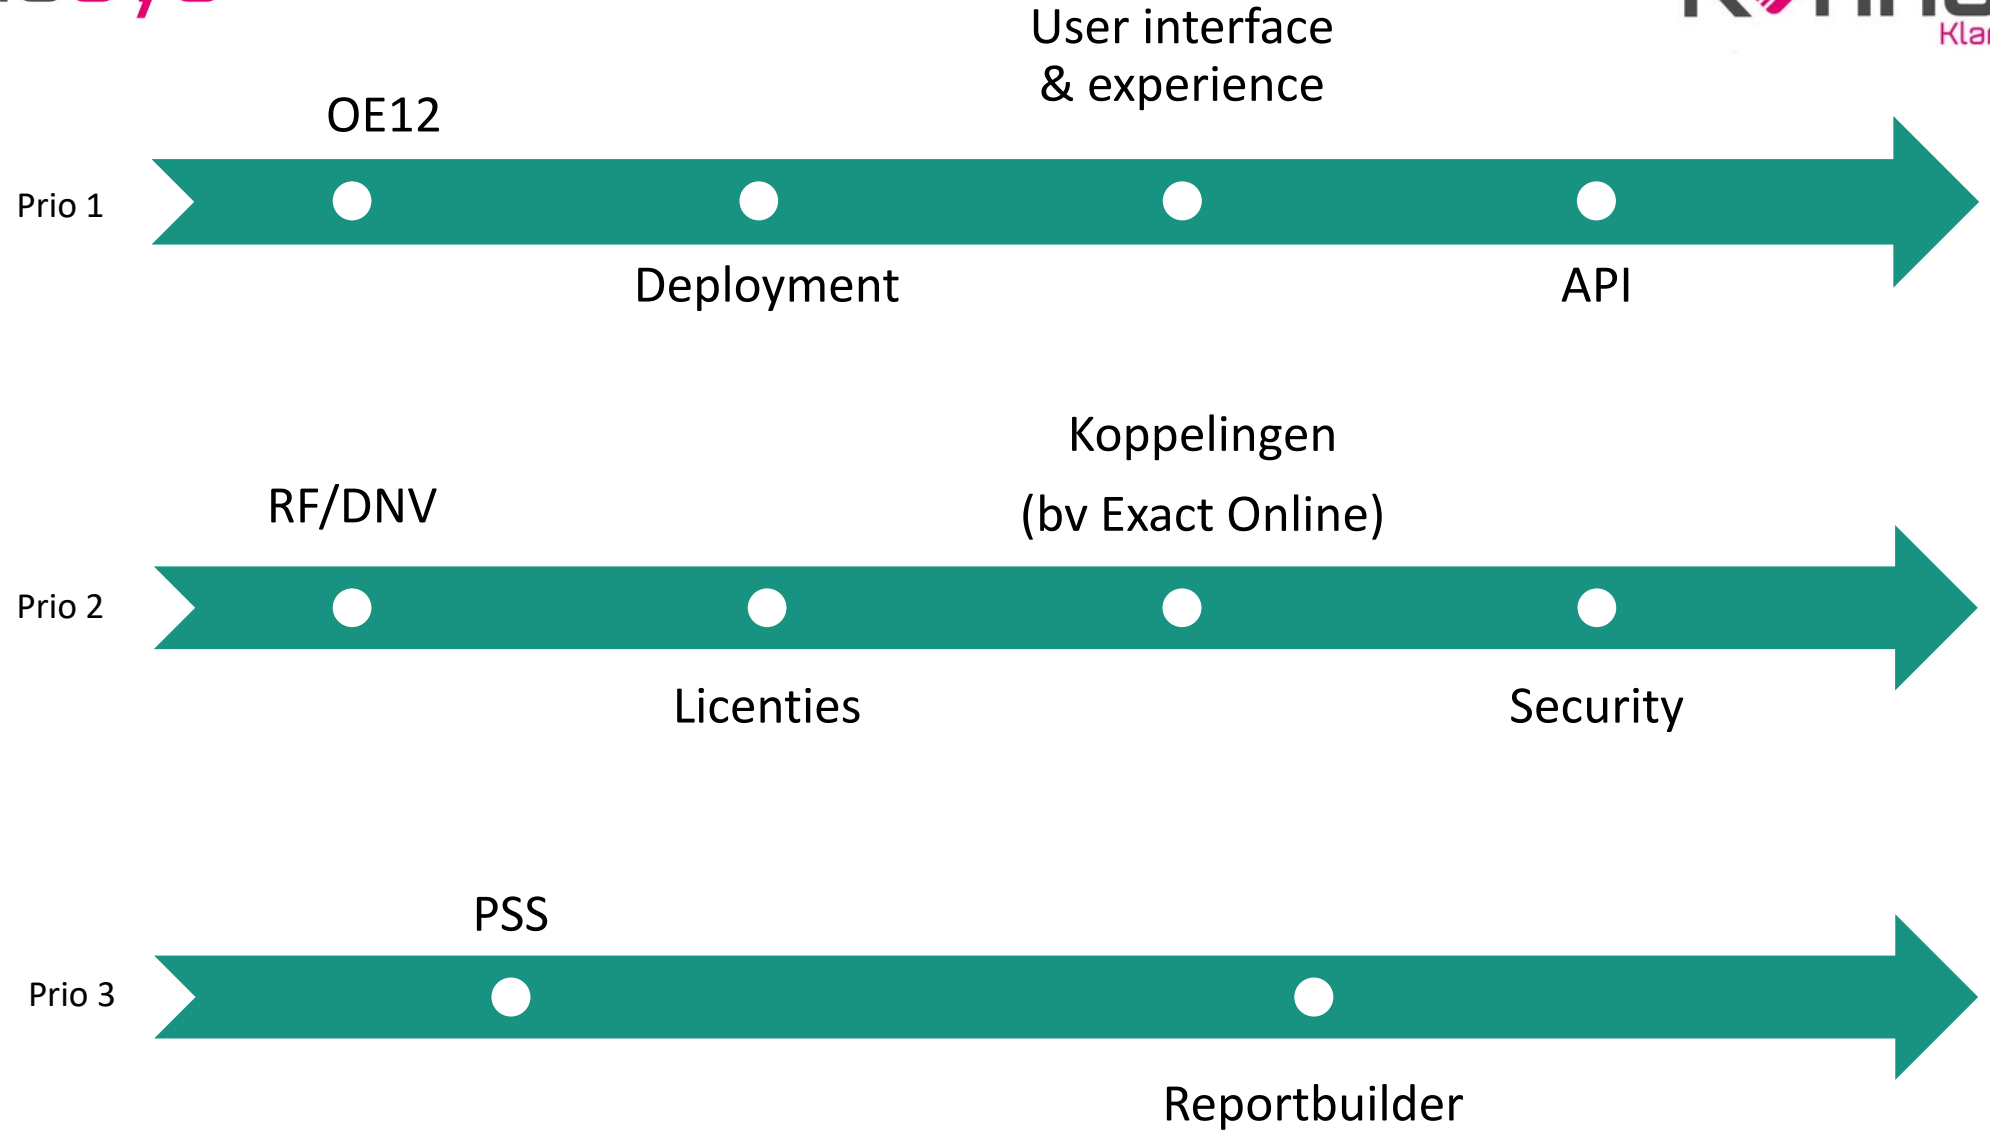 User interface
& experience
OE12
Prio 1
Deployment
API
Koppelingen
(bv Exact Online)
RF/DNV
Prio 2
Licenties
Security
PSS
Prio 3
Reportbuilder